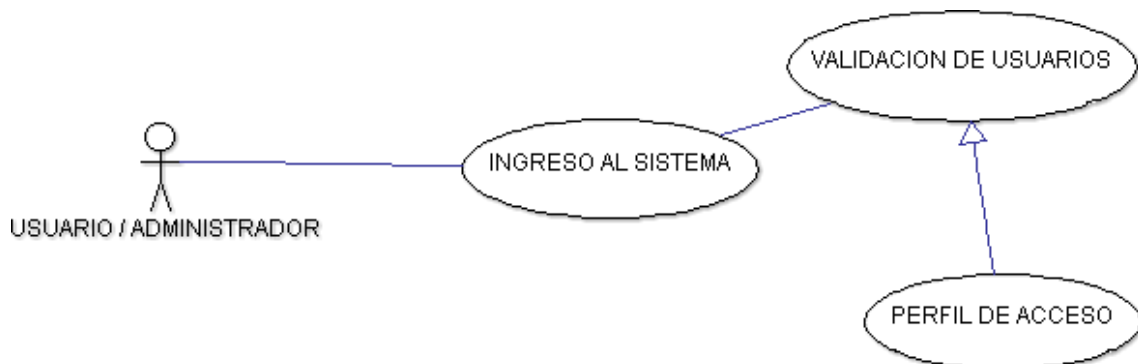 VALIDACION DE USUARIOS
INGRESO AL SISTEMA
USUARIO / ADMINISTRADOR
PERFIL DE ACCESO